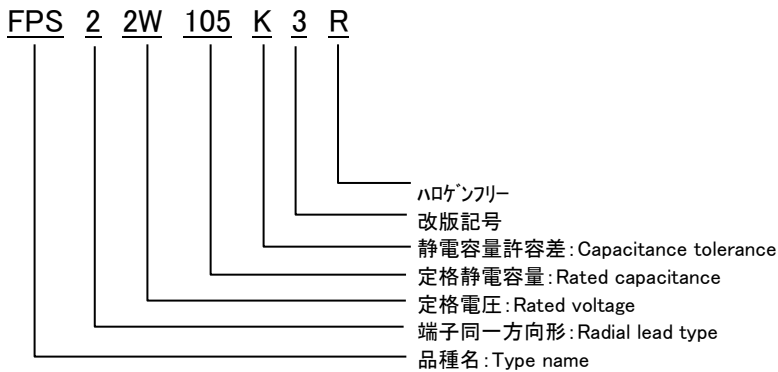 FPS 2 2W 105 K 3 R
ﾊﾛｹﾞﾝﾌﾘｰ
改版記号
静電容量許容差:Capacitance tolerance
定格静電容量:Rated capacitance
定格電圧:Rated voltage
端子同一方向形:Radial lead type
品種名:Type name